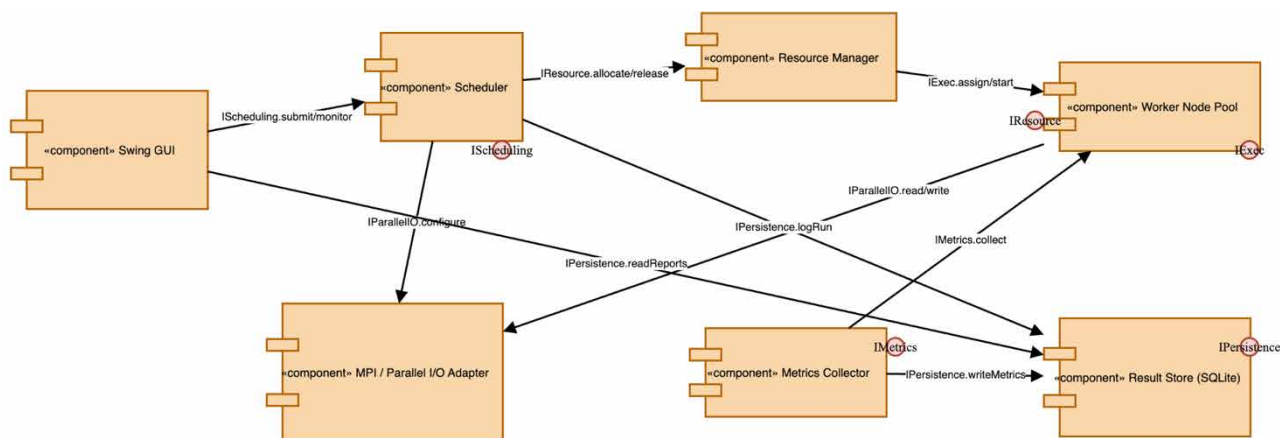 «component» Resource Manager
«component» Scheduler
IResource.allocate/release
IExec.assign/start
«component» Worker Node Pool
IScheduling.submit/monitor
IResource
«component» Swing GUI
IScheduling
IExec
IParallelIO.read/write
IParallelIO.configure
IPersistence.logRun
IMetrics.collect
IPersistence.readReports
IMetrics
IPersistence
«component» MPI / Parallel I/O Adapter
«component» Metrics Collector
IPersistence.writeMetrics
«component» Result Store (SQLite)